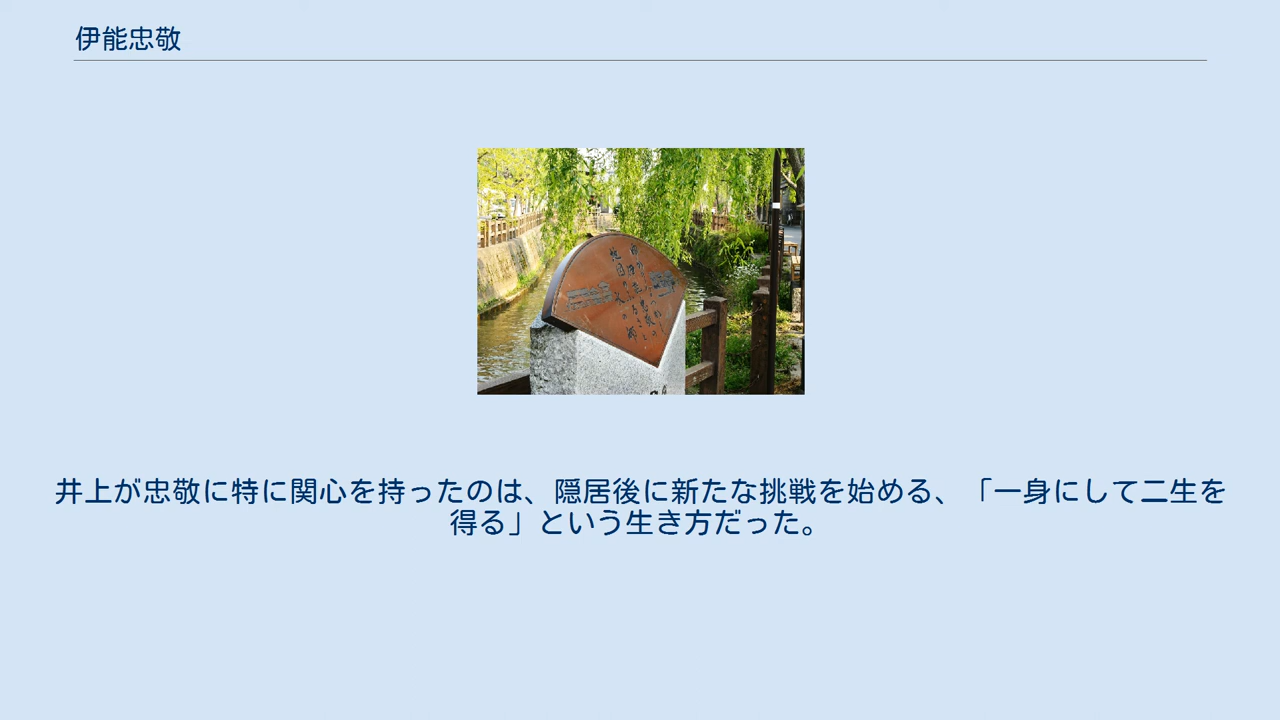 伊能忠敬
井上が忠敬に特に関心を持ったのは、隠居後に新たな挑戦を始める、「一身にして二生を
得る」という生き方だった。